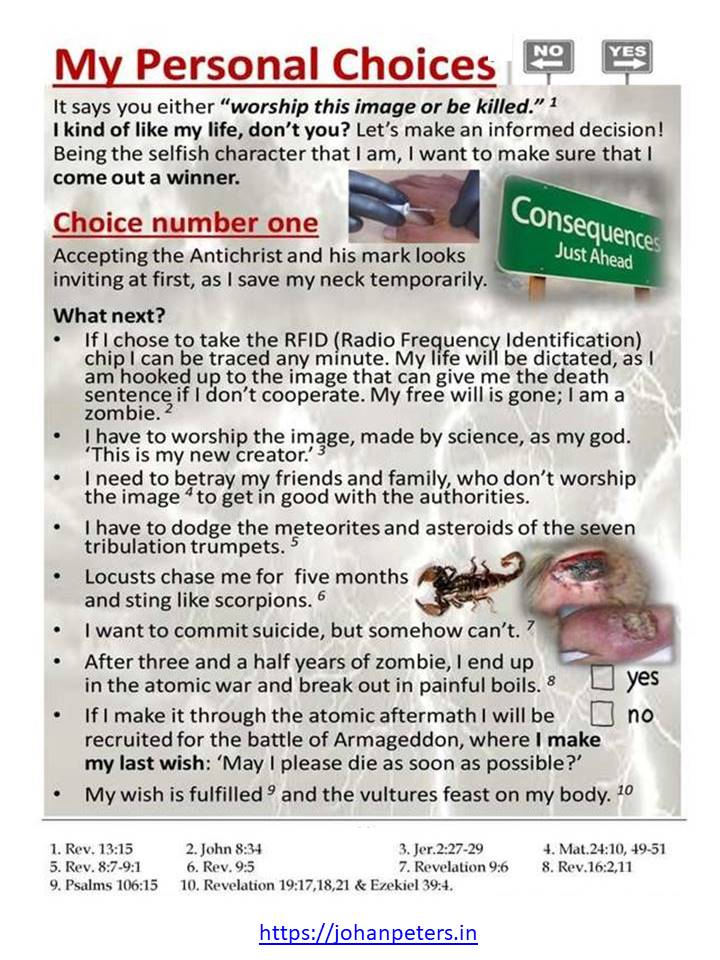 My Personal Choices
NO
YES
It says you either “worship this image or be killed.” 1
I kind of like my life, don’t you? Let’s make an informed decision!
Being the selfish character that I am, I want to make sure that I
come out a winner.
Choice number one
Consequences
Just Ahead
Accepting the Antichrist and his mark looks
inviting at first, as I save my neck temporarily.
What next?
• If I chose to take the RFID (Radio Frequency Identification)
chip I can be traced any minute. My life will be dictated, as I
am hooked up to the image that can give me the death
sentence if I don’t cooperate. My free will is gone; I am a
zombie. 2
• I have to worship the image, made by science, as my god.
‘This is my new creator.’ 3
• I need to betray my friends and family, who don’t worship
the image 4 to get in good with the authorities.
• I have to dodge the meteorites and asteroids of the seven
tribulation trumpets. 5
• Locusts chase me for five months
and sting like scorpions. 6
• I want to commit suicide, but somehow can’t. 7
• After three and a half years of zombie, I end up
in the atomic war and break out in painful boils. 8
yes
no
• If I make it through the atomic aftermath I will be
recruited for the battle of Armageddon, where I make
my last wish: ‘May I please die as soon as possible?’
• My wish is fulfilled 9 and the vultures feast on my body. 10
1. Rev. 13:15 2. John 8:34 3. Jer.2:27-29 4. Mat.24:10, 49-51
5. Rev. 8:7-9:1 6. Rev. 9:5 7. Revelation 9:6 8. Rev.16:2,11
9. Psalms 106:15 10. Revelation 19:17,18,21 & Ezekiel 39:4.
https://johanpeters.in